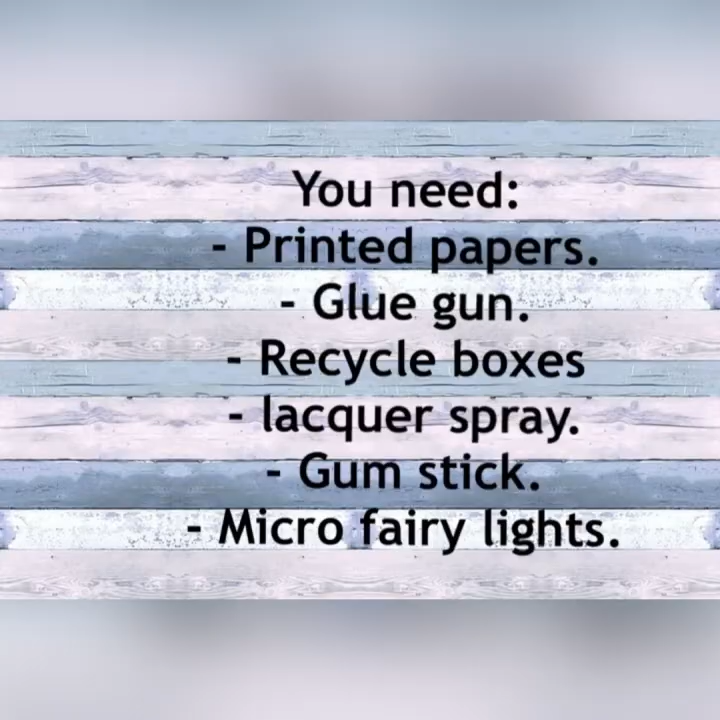 You need:
- Printed papers.
- Glue gun.
- Recycle boxes
- lacquer spray.
- Gum stick.
- Micro fairy lights.